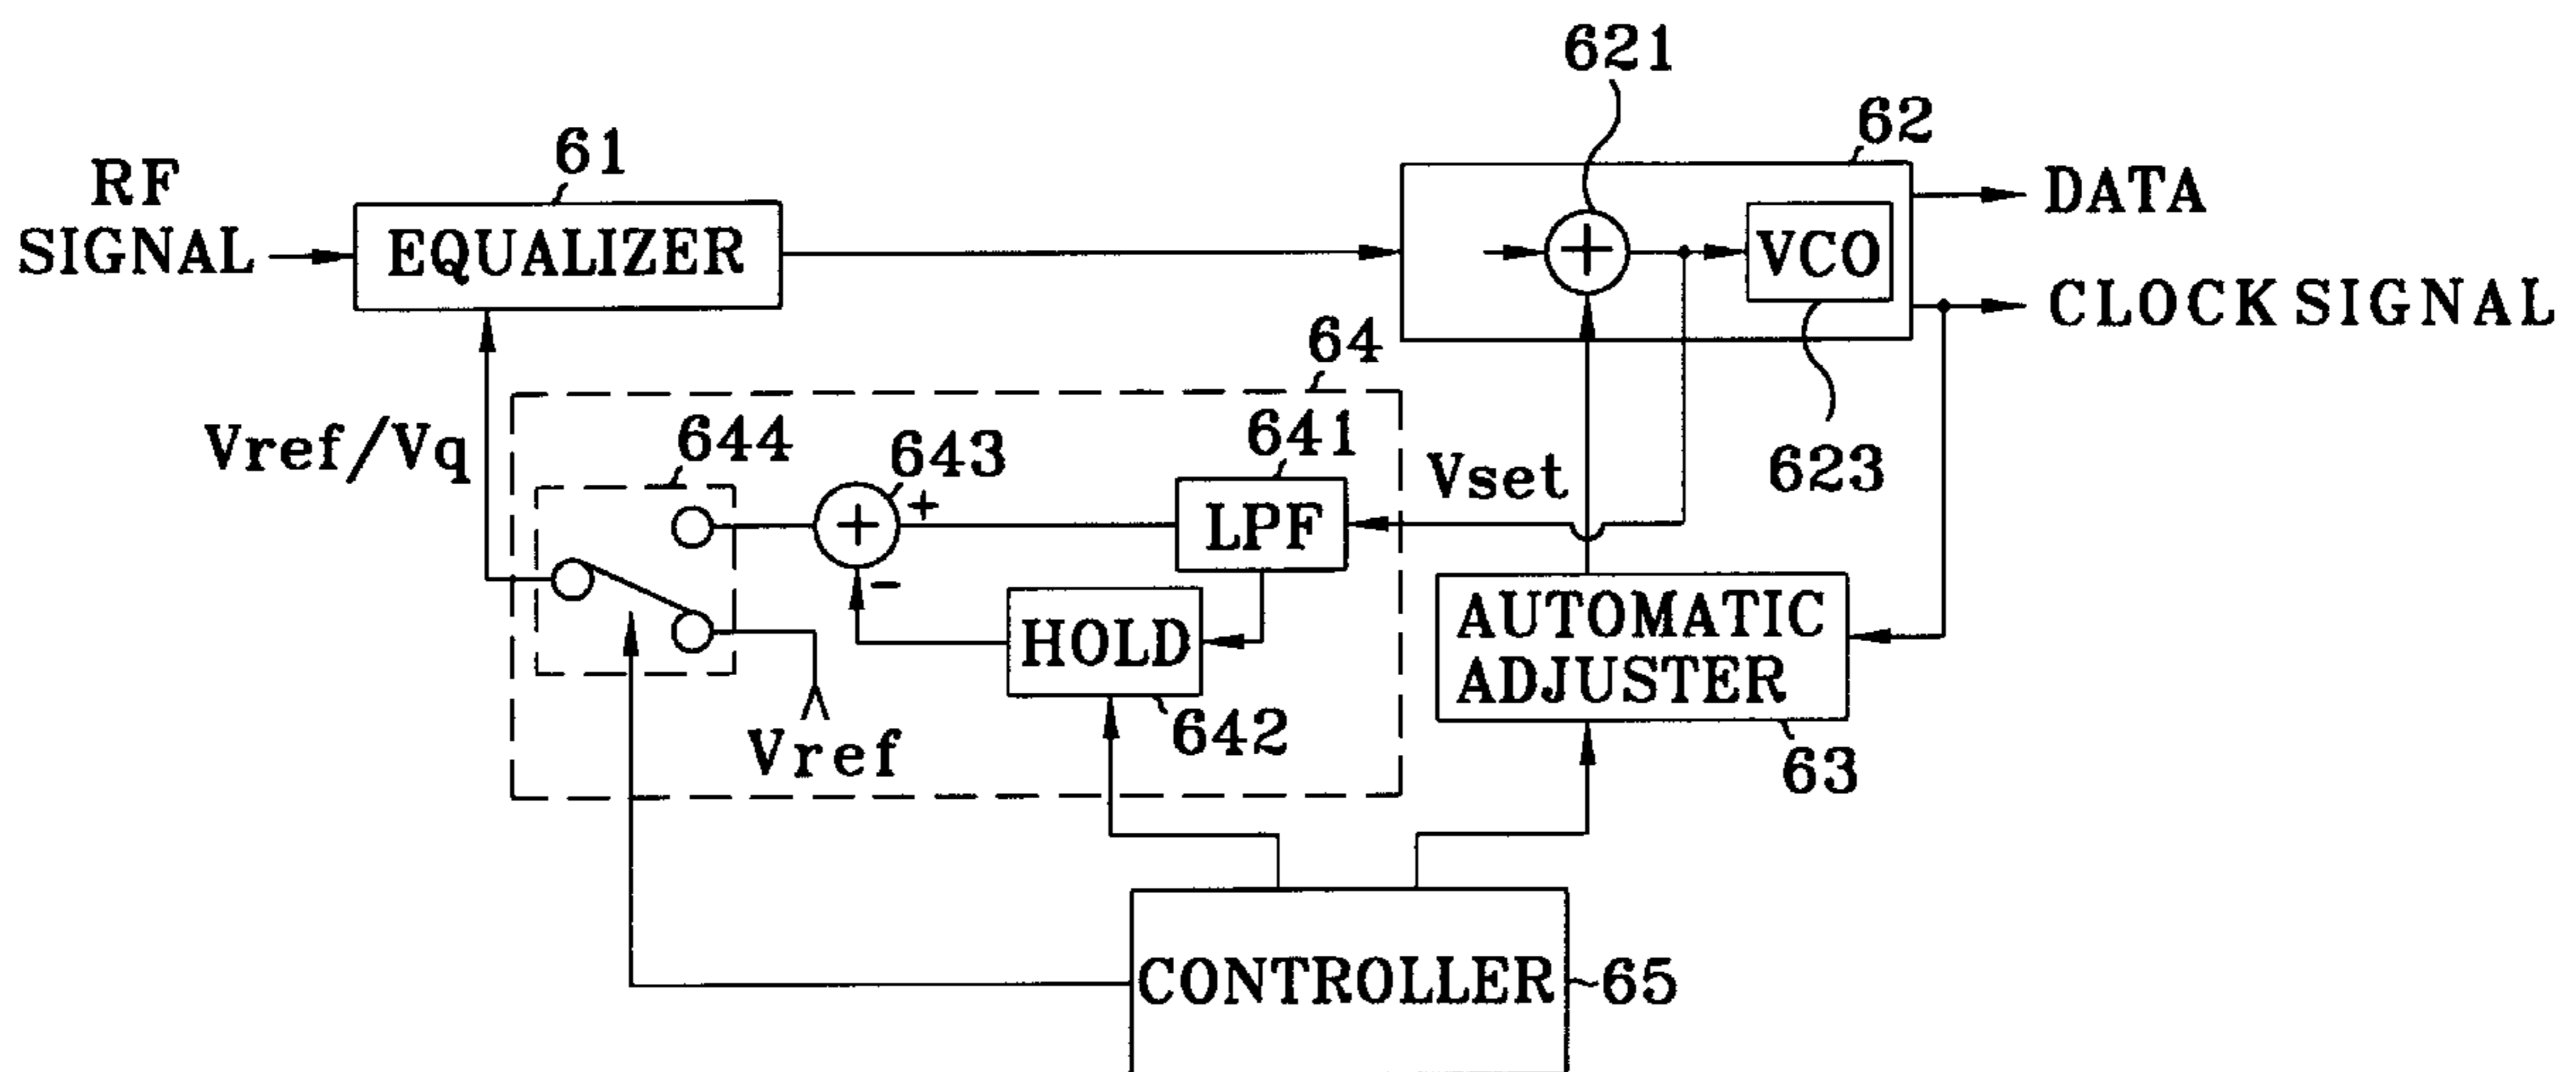 621
62
61
RF
SIGNAL
EQUALIZER
VCO
DATA
CLOCK SIGNAL
64
Vref/Vq
644
643
641
+
+
+
-
LPF
Vset
623
HOLD
642
Vref
AUTOMATIC
ADJUSTER
63
CONTROLLER
65